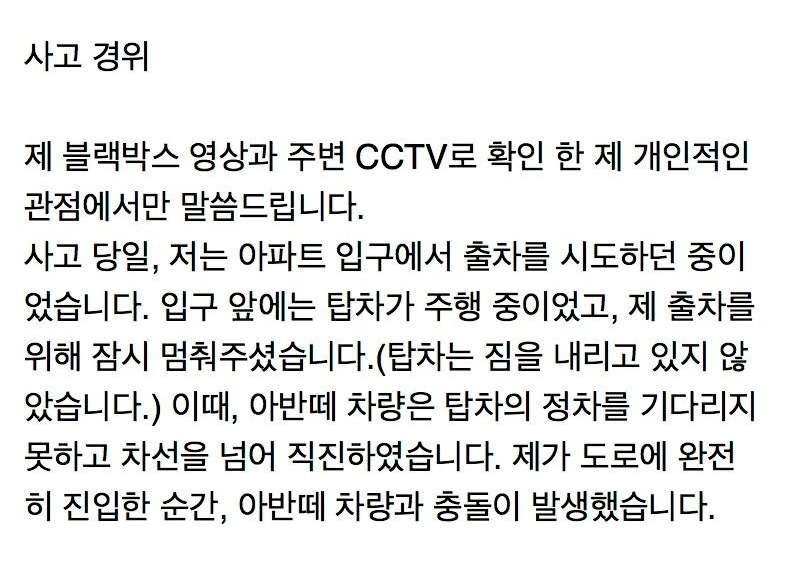 사고 경위
제 블랙박스 영상과 주변 CCTV로 확인 한 제 개인적인
관점에서만 말씀드립니다.
사고 당일, 저는 아파트 입구에서 출차를 시도하던 중이
었습니다. 입구 앞에는 탑차가 주행 중이었고, 제 출차를
위해 잠시 멈춰주셨습니다.(탑차는 짐을 내리고 있지 않
았습니다.) 이때, 아반떼 차량은 탑차의 정차를 기다리지
못하고 차선을 넘어 직진하였습니다. 제가 도로에 완전
히 진입한 순간, 아반떼 차량과 충돌이 발생했습니다.